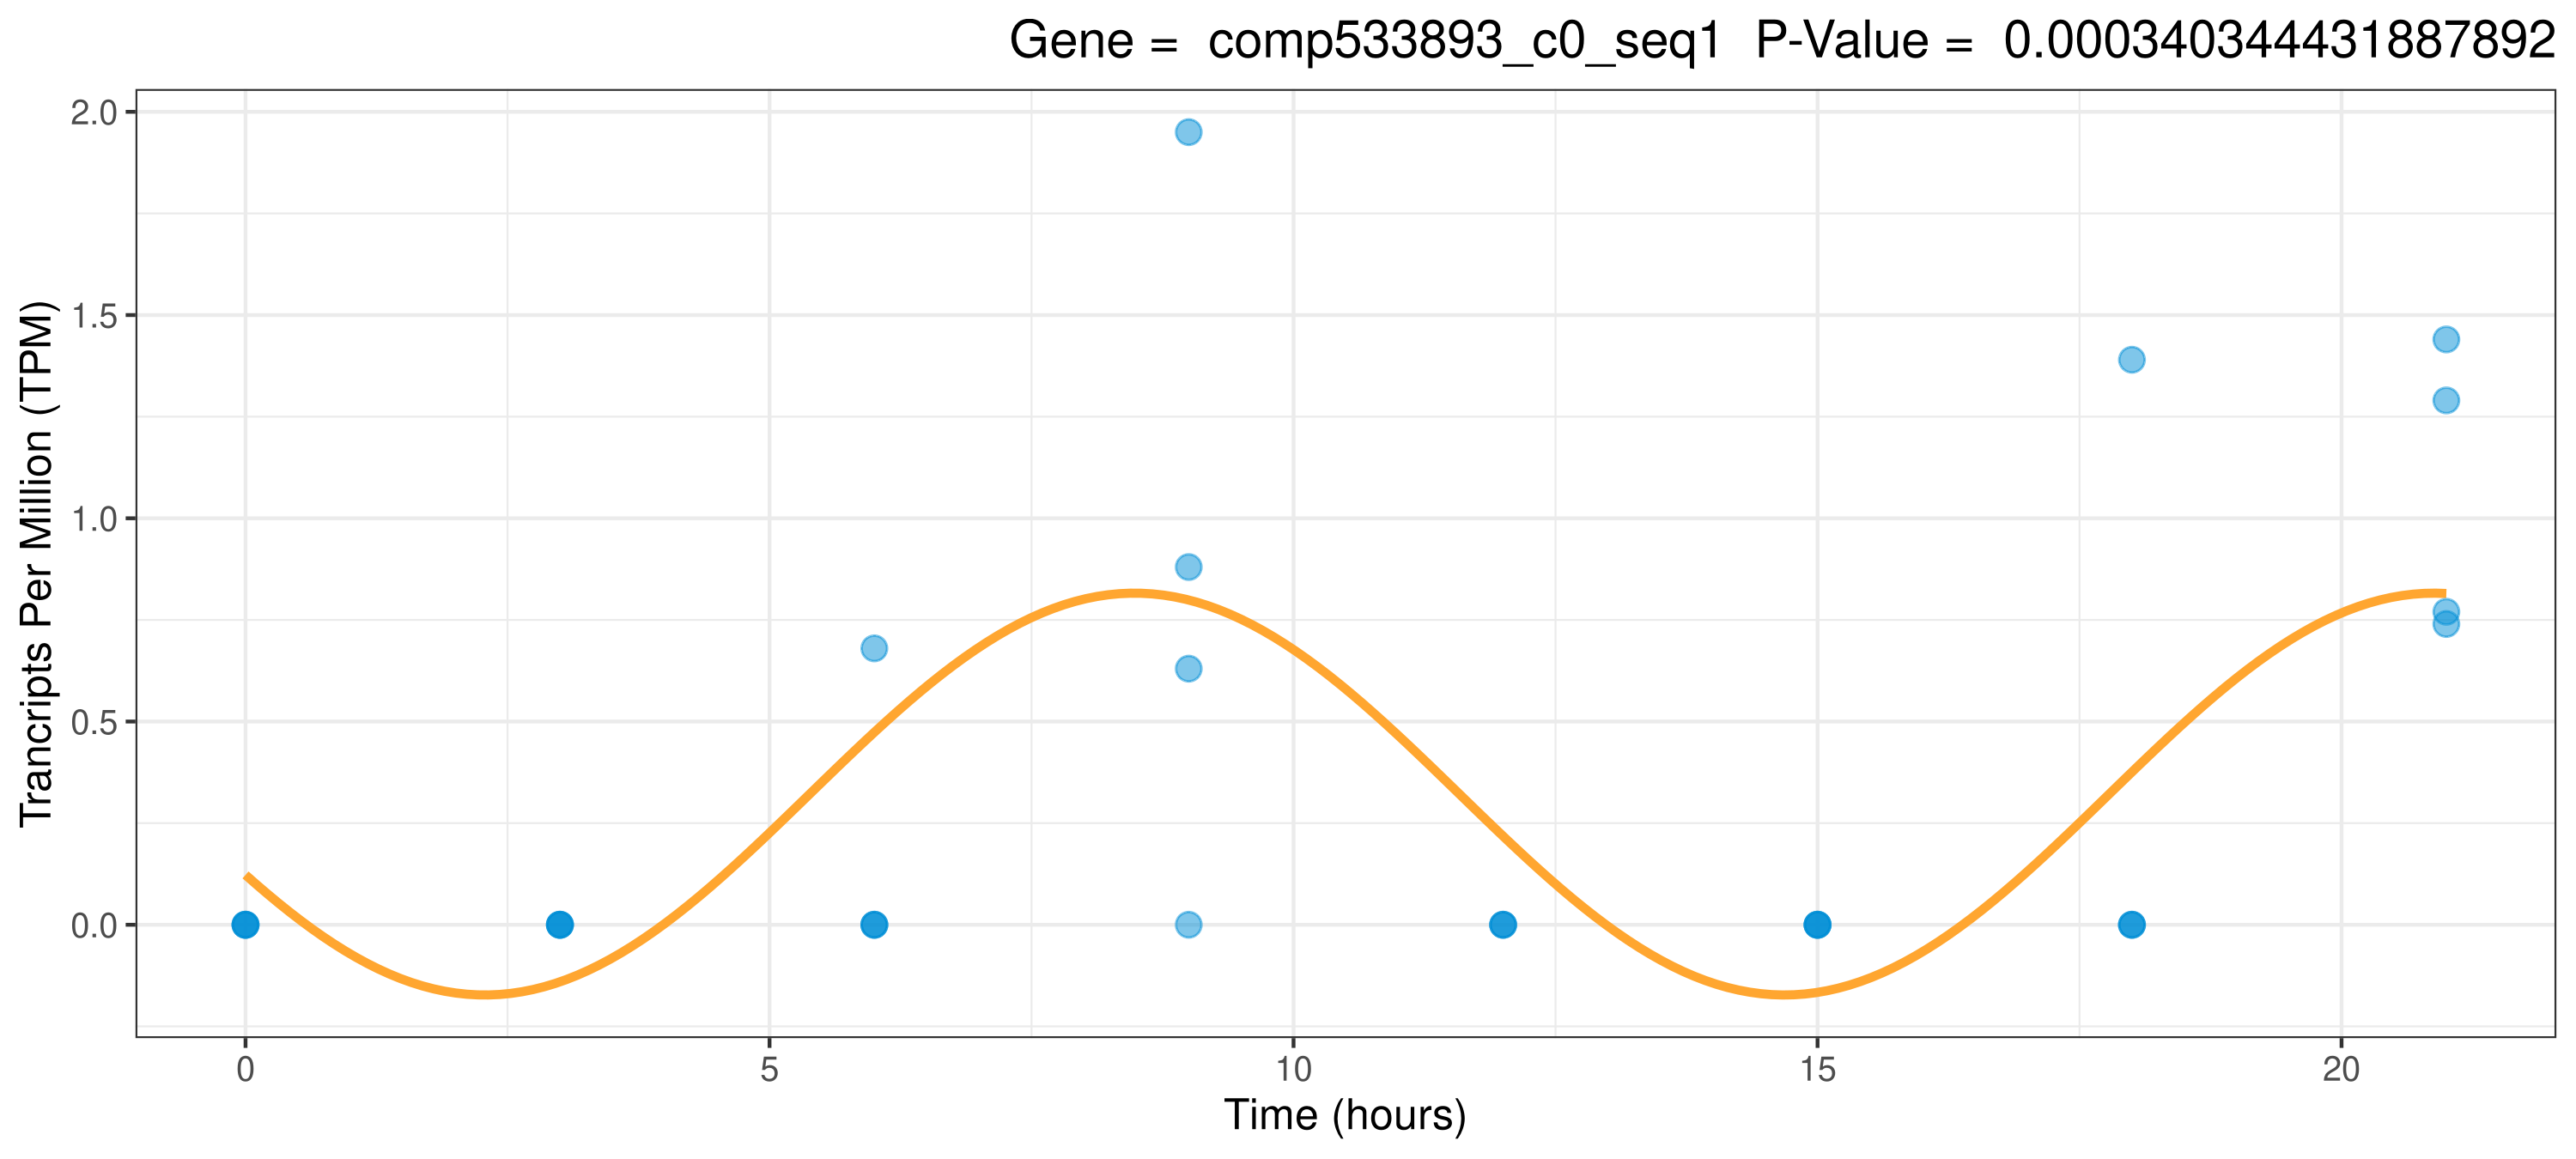 Gene =  comp533893_c0_seq1  P-Value =  0.000340344431887892
Trancripts Per Million (TPM)
2.0
1.5
1.0
0.5
0.0
0 5 10 15 20
Time (hours)